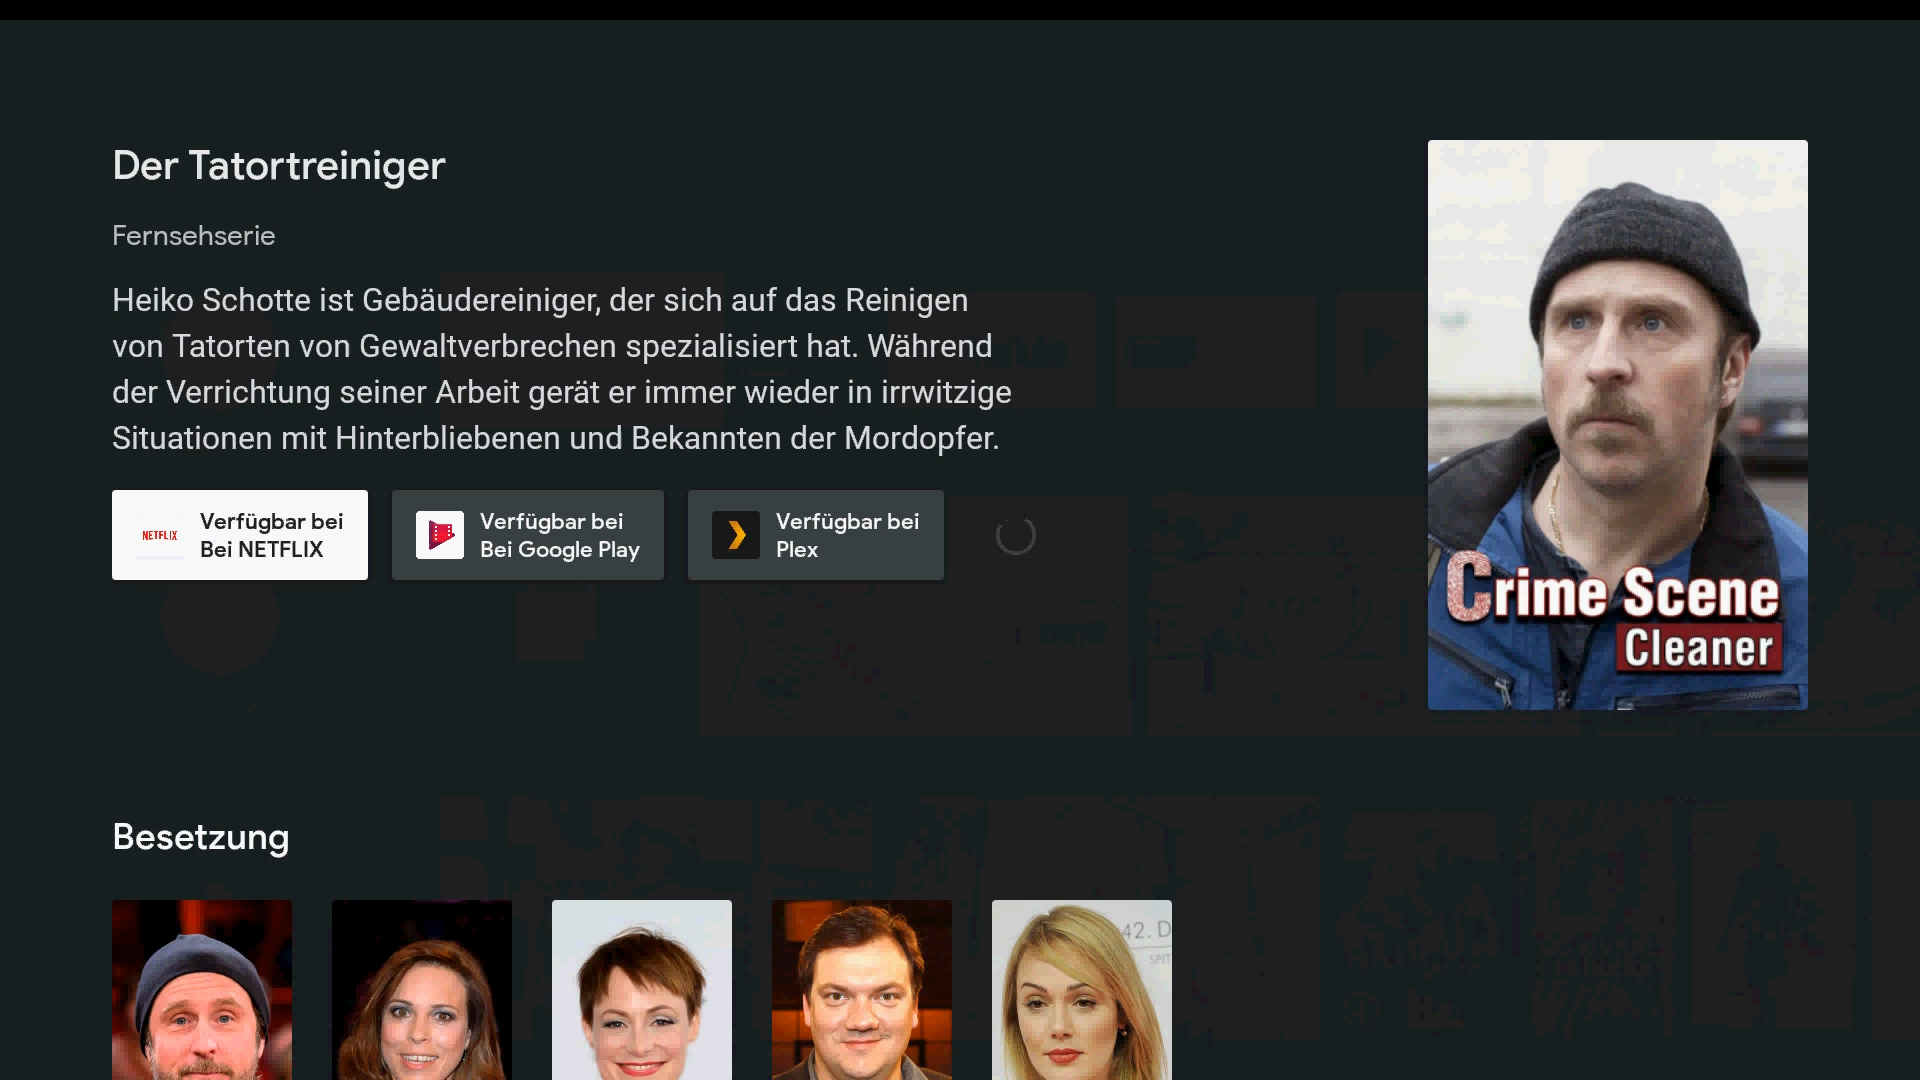 Der Tatortreiniger
Fernsehserie
Heiko Schotte ist Gebäudereiniger, der sich auf das Reinigen
von Tatorten von Gewaltverbrechen spezialisiert hat. Während
der Verrichtung seiner Arbeit gerät er immer wieder in irrwitzige
Situationen mit Hinterbliebenen und Bekannten der Mordopfer.
NETFLIX
Verfügbar bei
Bei NETFLIX
Verfügbar bei
Bei Google Play
Verfügbar bei
Plex
Crime Scene
Cleaner
Besetzung
42. D
SPIT